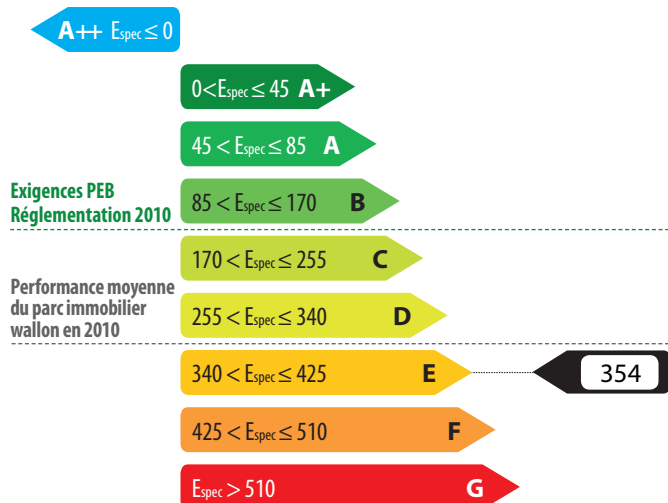 A++ Espec ≤ 0
0<Espec ≤ 45 A+
45 < Espec ≤ 85 A
Exigences PEB
Réglementation 2010
85 < Espec ≤ 170 B
170 < Espec ≤ 255 C
Performance moyenne
du parc immobilier
wallon en 2010
255 < Espec ≤ 340 D
340 < Espec ≤ 425 E 354
425 < Espec ≤ 510 F
Espec > 510 G